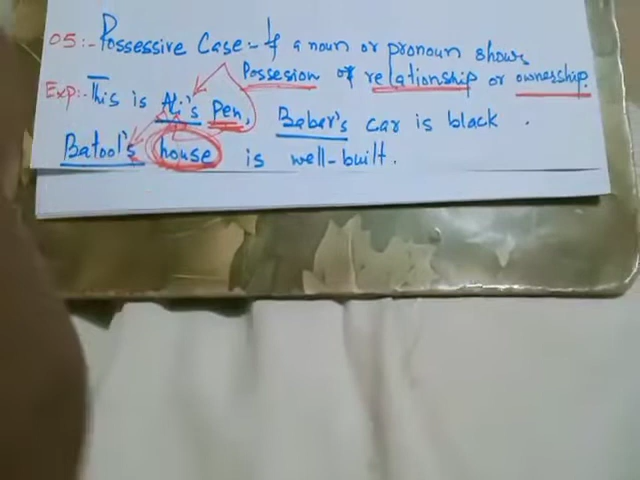 05:- Possessive Case:- If a noun or pronoun shows
Possesion of relationship or ownership.
Exp:- This is Ali's Pen, Baber's car is black.
Batool's house is well-built.